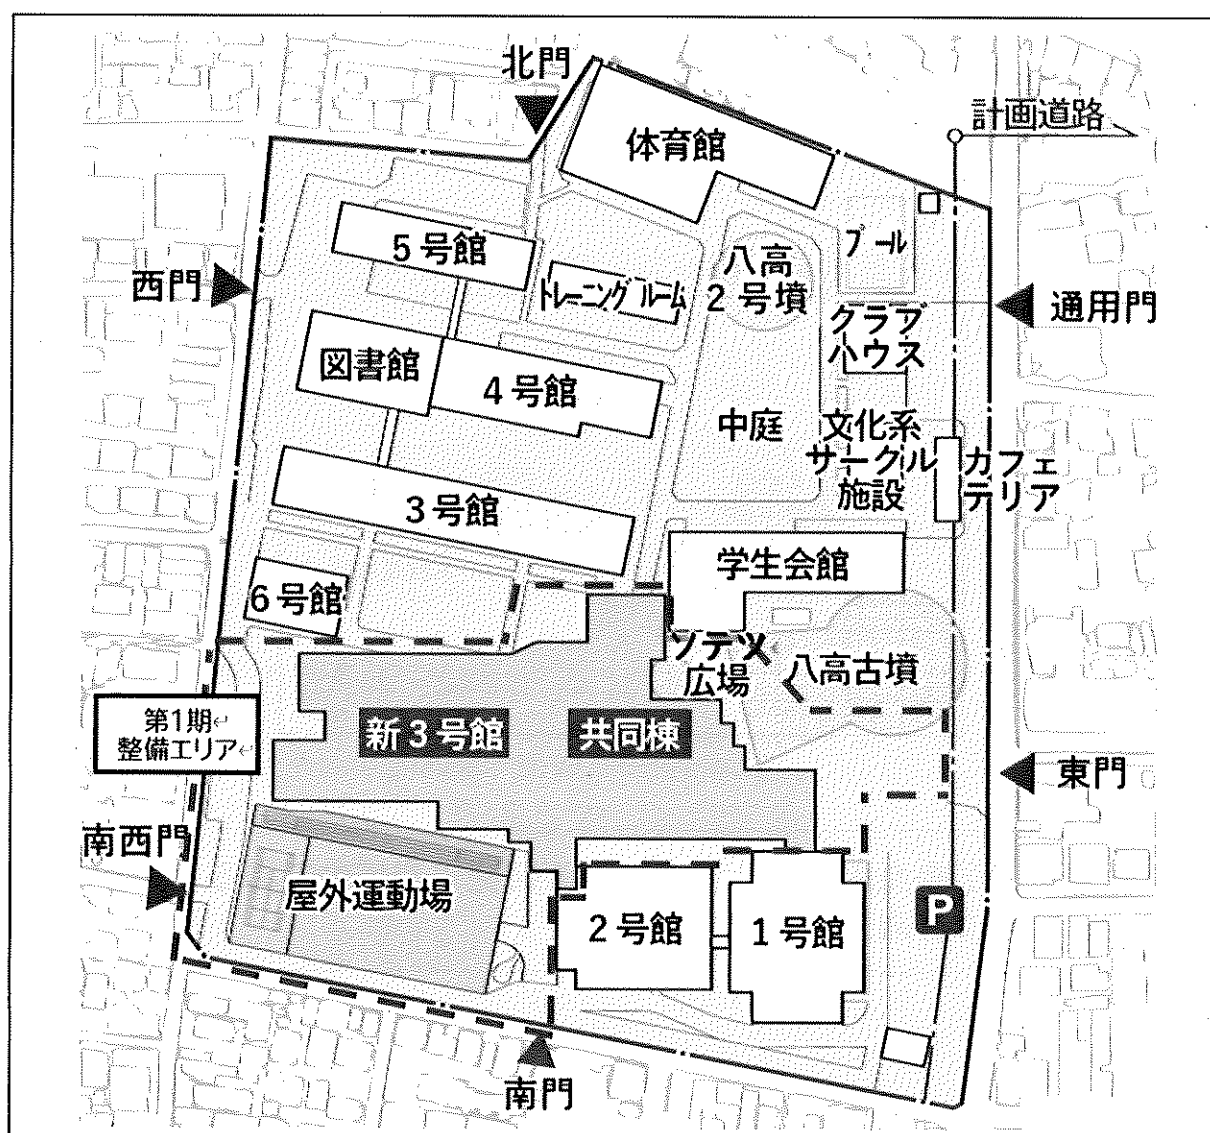 北門
計画道路
体育館
5号館
プール
八高
2号墳
西門
トレーニングルーム
通用門
クラブ
ハウス
図書館
4号館
中庭
文化系
サークル
施設
カフェ
テリア
3号館
学生会館
6号館
ソテツ
広場
八高古墳
第1期↵
整備エリア↵
新3号館
共同棟
東門
南西門
屋外運動場
P
2号館
1号館
南門